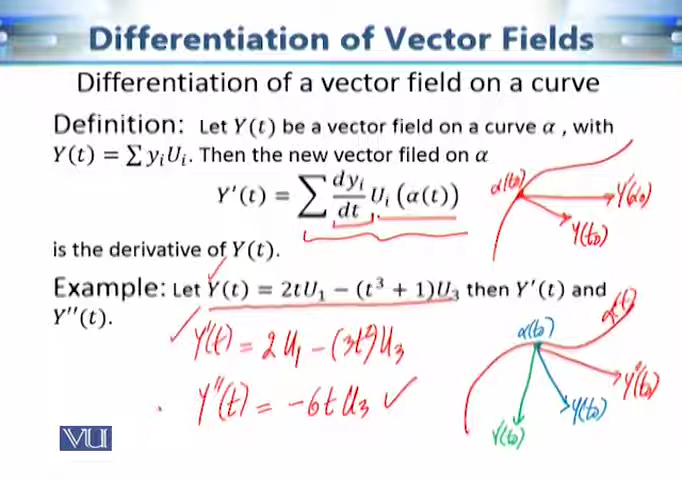 Differentiation of Vector Fields
Differentiation of a vector field on a curve
Definition: Let Y(t) be a vector field on a curve α , with
Y(t) = ∑ yᵢUᵢ. Then the new vector filed on α
Y′(t) = ∑ dyᵢ/dt Uᵢ (α(t))
α(t₀)
Y′(t₀)
Y(t₀)
is the derivative of Y(t).
Example: Let Y(t) = 2tU₁ − (t³ + 1)U₃ then Y′(t) and
Y′′(t).
α(t)
α(t₀)
Y′(t) = 2U₁ − (3t²)U₃
Y″(t₀)
Y″(t) = −6tU₃ ✓
Y(t₀)
Y′(t₀)
VU